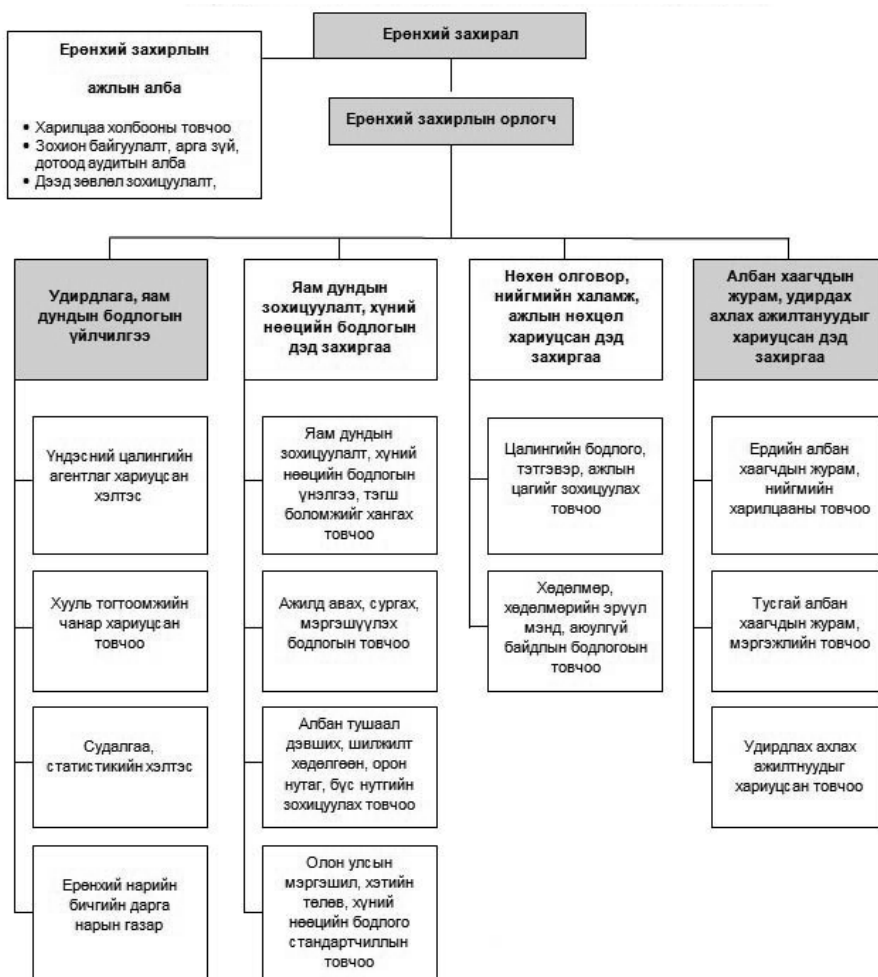 Ерөнхий захирал
Ерөнхий захирлын
ажлын алба
• Харилцаа холбооны товчоо
• Зохион байгуулалт, арга зүй,
дотоод аудитын алба
• Дээд зөвлөл зохицуулалт,
Ерөнхий захирлын орлогч
Удирдлага, яам
дундын бодлогын
үйлчилгээ
Үндэсний цалингийн
агентлаг хариуцсан
хэлтэс
Хууль тогтоомжийн
чанар хариуцсан
товчоо
Судалгаа,
статистикийн хэлтэс
Ерөнхий нарийн
бичгийн дарга
нарын газар
Яам дундын
зохицуулалт, хүний
нөөцийн бодлогын
дэд захиргаа
Яам дундын
зохицуулалт, хүний
нөөцийн бодлогын
үнэлгээ, тэгш
боломжийг хангах
товчоо
Ажилд авах, сургах,
мэргэшүүлэх
бодлогын товчоо
Албан тушаал
дэвших, шилжилт
хөдөлгөөн, орон
нутаг, бүс нутгийн
зохицуулах товчоо
Олон улсын
мэргэшил, хэтийн
төлөв, хүний
нөөцийн бодлого
стандартчиллын
товчоо
Нөхөн олговор,
нийгмийн халамж,
ажлын нөхцөл
хариуцсан дэд
захиргаа
Цалингийн бодлого,
тэтгэвэр, ажлын
цагийг зохицуулах
товчоо
Хөдөлмөр,
хөдөлмөрийн эрүүл
мэнд, аюулгүй
байдлын бодлогоын
товчоо
Албан хаагчдын
журам, удирдах
ахлах ажилтануудыг
хариуцсан дэд
захиргаа
Ердийн албан
хаагчдын журам,
нийгмийн
харилцааны товчоо
Тусгай албан
хаагчдын журам,
мэргэжлийн товчоо
Удирдлах ахлах
ажилтнуудыг
хариуцсан товчоо